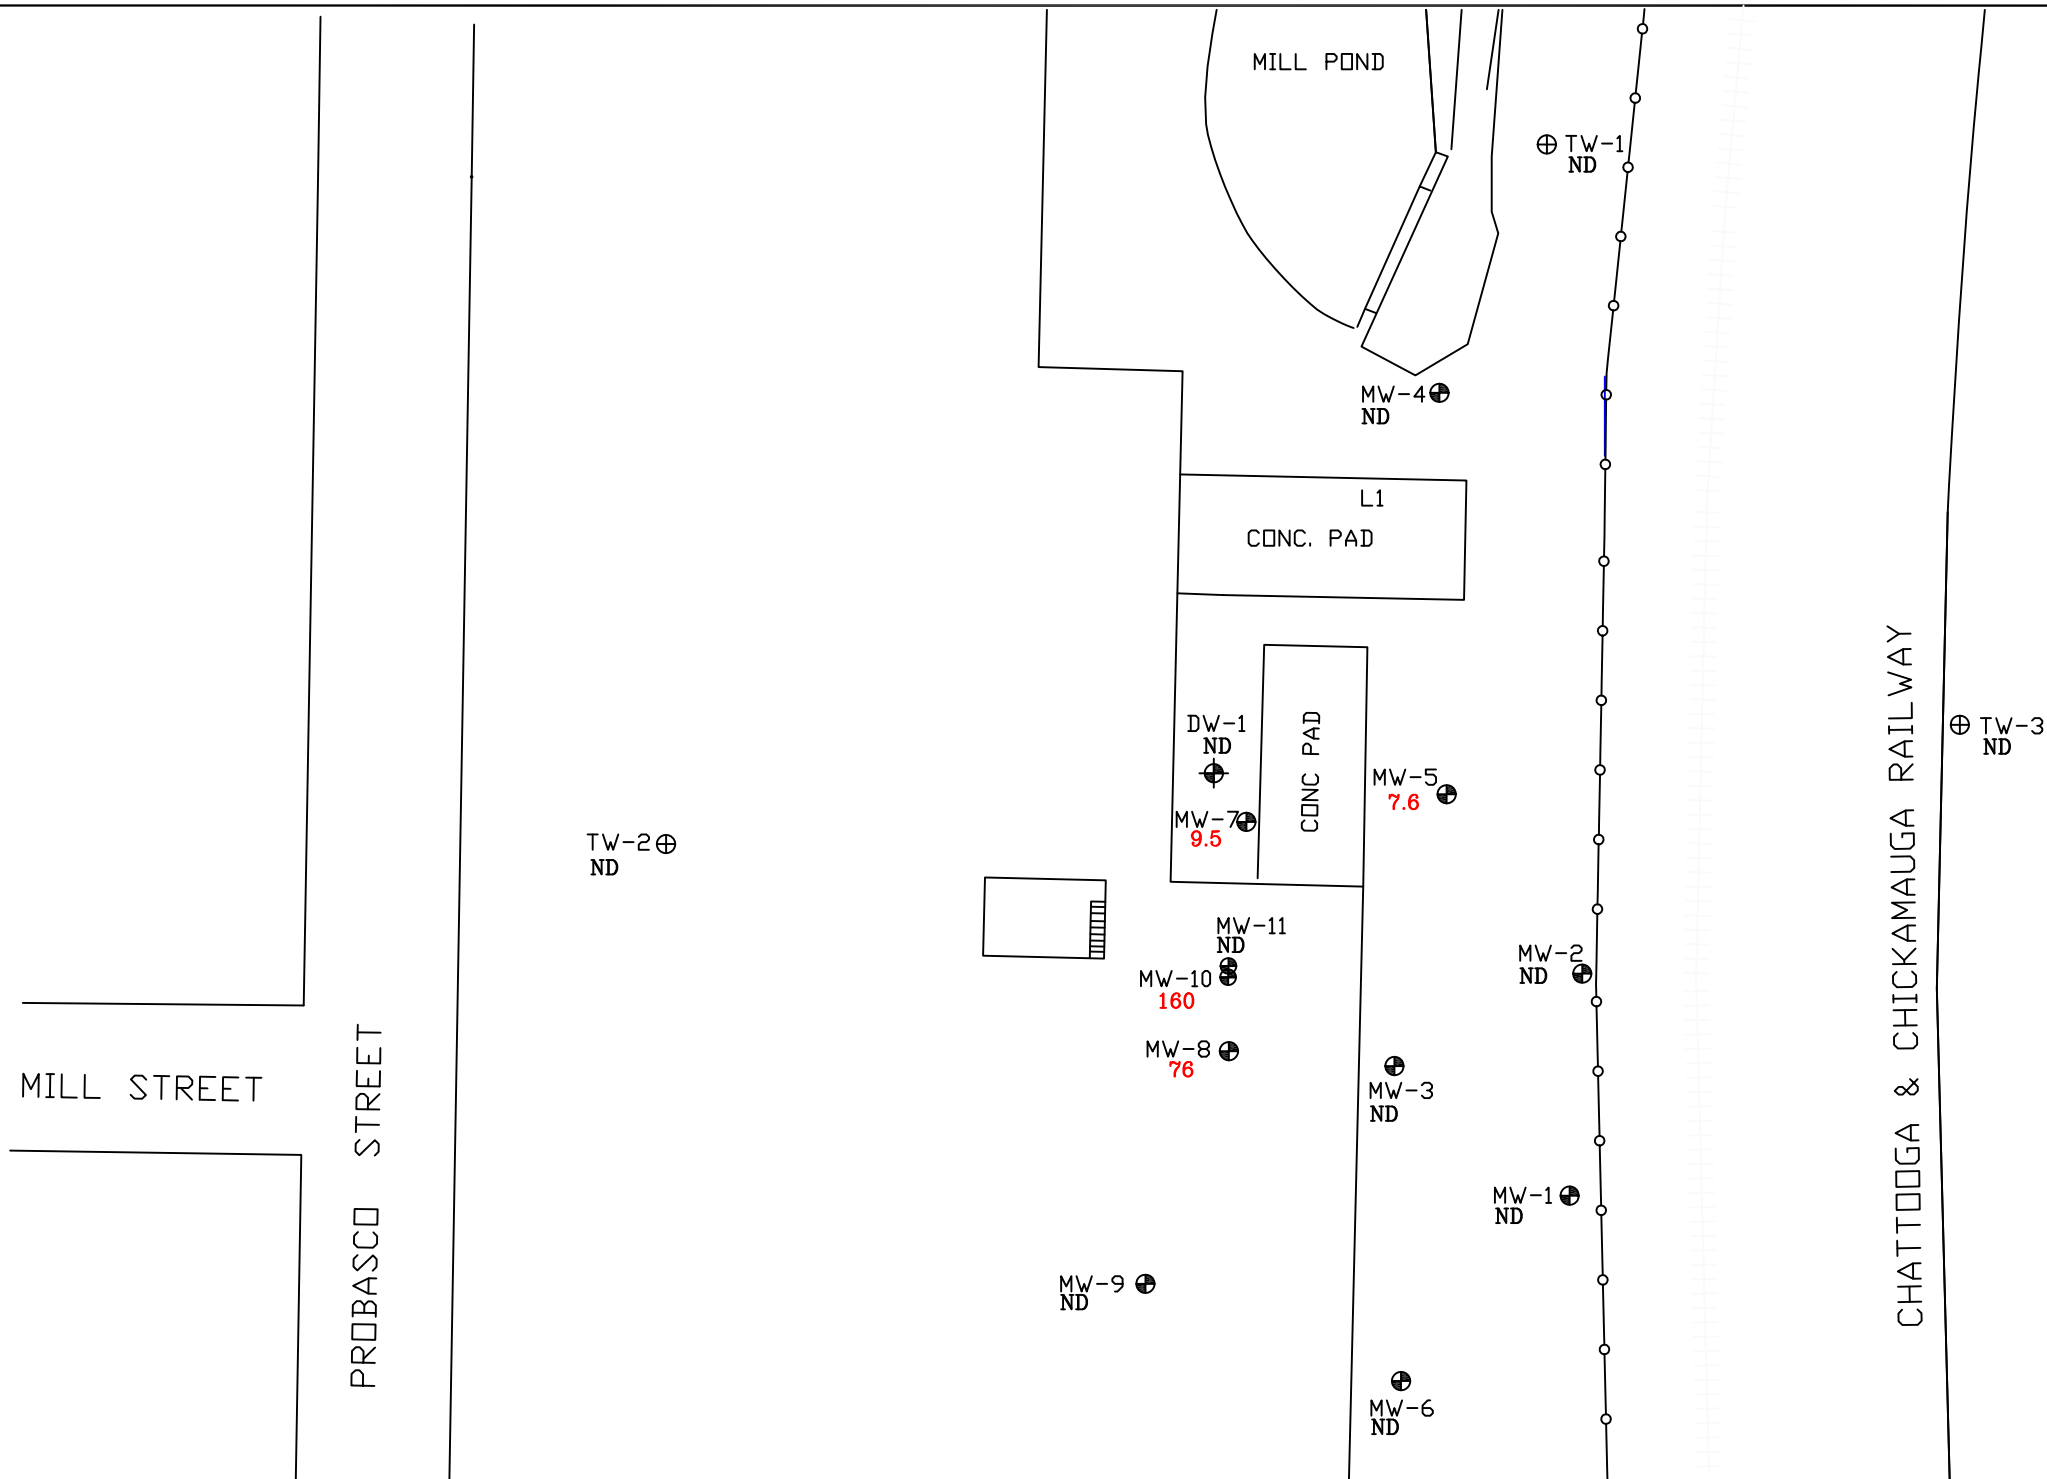 MILL POND
TW-1
ND
MW-4
ND
L1
CONC. PAD
DW-1
ND
CONC PAD
MW-5
7.6
MW-7
9.5
TW-2
ND
TW-3
ND
MW-11
ND
MW-10
160
MW-2
ND
MW-8
76
MW-3
ND
MILL STREET
PROBASCO STREET
CHATTOOGA & CHICKAMAUGA RAILWAY
MW-1
ND
MW-9
ND
MW-6
ND